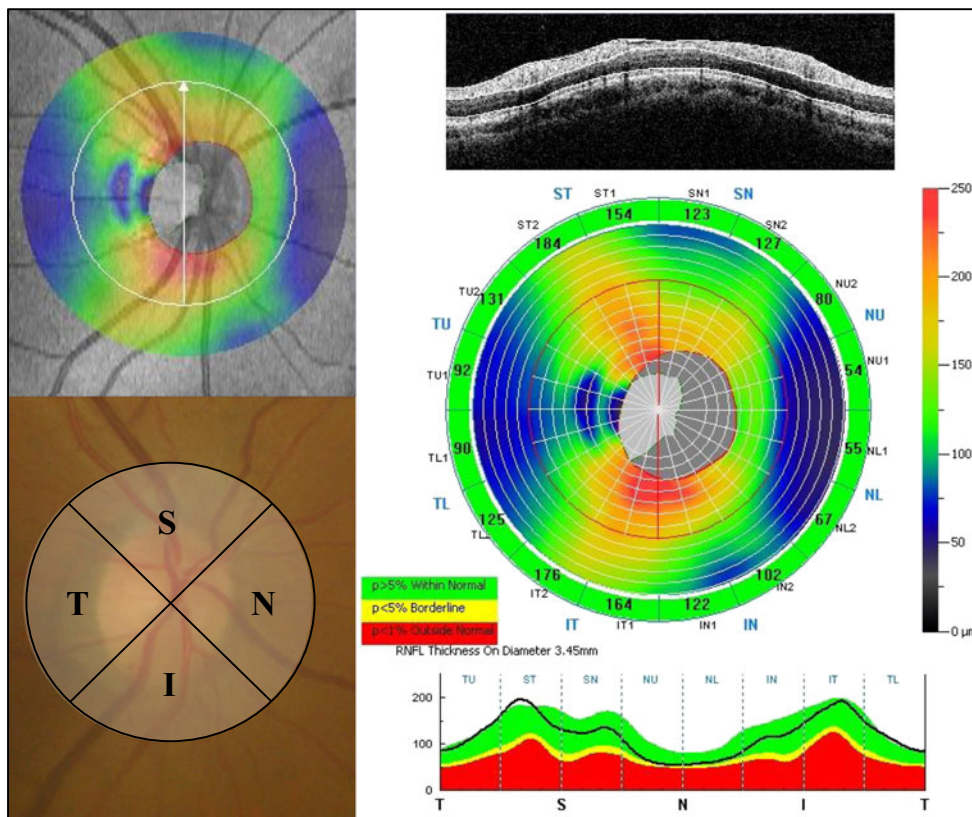 ST
ST1
SN1
SN
ST2
154
123
SN2
184
127
TU2
NU2
131
80
TU
NU
TU1
92
54
NU1
90
55
TL1
NL1
TL
NL
125
67
NL2
176
102
IT2
IN2
164
122
IT
IT1
IN1
IN
250
200
150
100
50
0 µm
S
T
N
I
p>5% Within Normal
p<5% Borderline
p<1% Outside Normal
RNFL Thickness On Diameter 3.45mm
TU ST SN NU NL IN IT TL
200
100
0
T S N I T